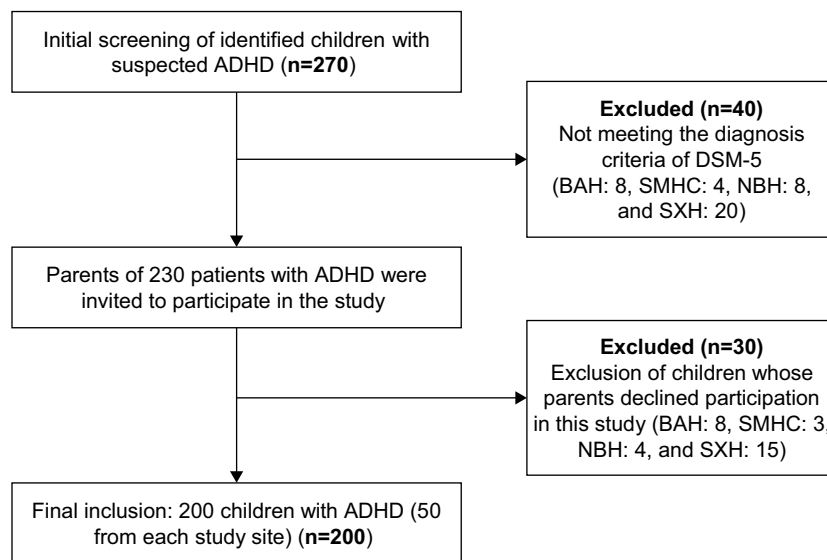 Initial screening of identified children with
suspected ADHD (n=270)
Excluded (n=40)
Not meeting the diagnosis
criteria of DSM-5
(BAH: 8, SMHC: 4, NBH: 8,
and SXH: 20)
Parents of 230 patients with ADHD were
invited to participate in the study
Excluded (n=30)
Exclusion of children whose
parents declined participation
in this study (BAH: 8, SMHC: 3,
NBH: 4, and SXH: 15)
Final inclusion: 200 children with ADHD (50
from each study site) (n=200)